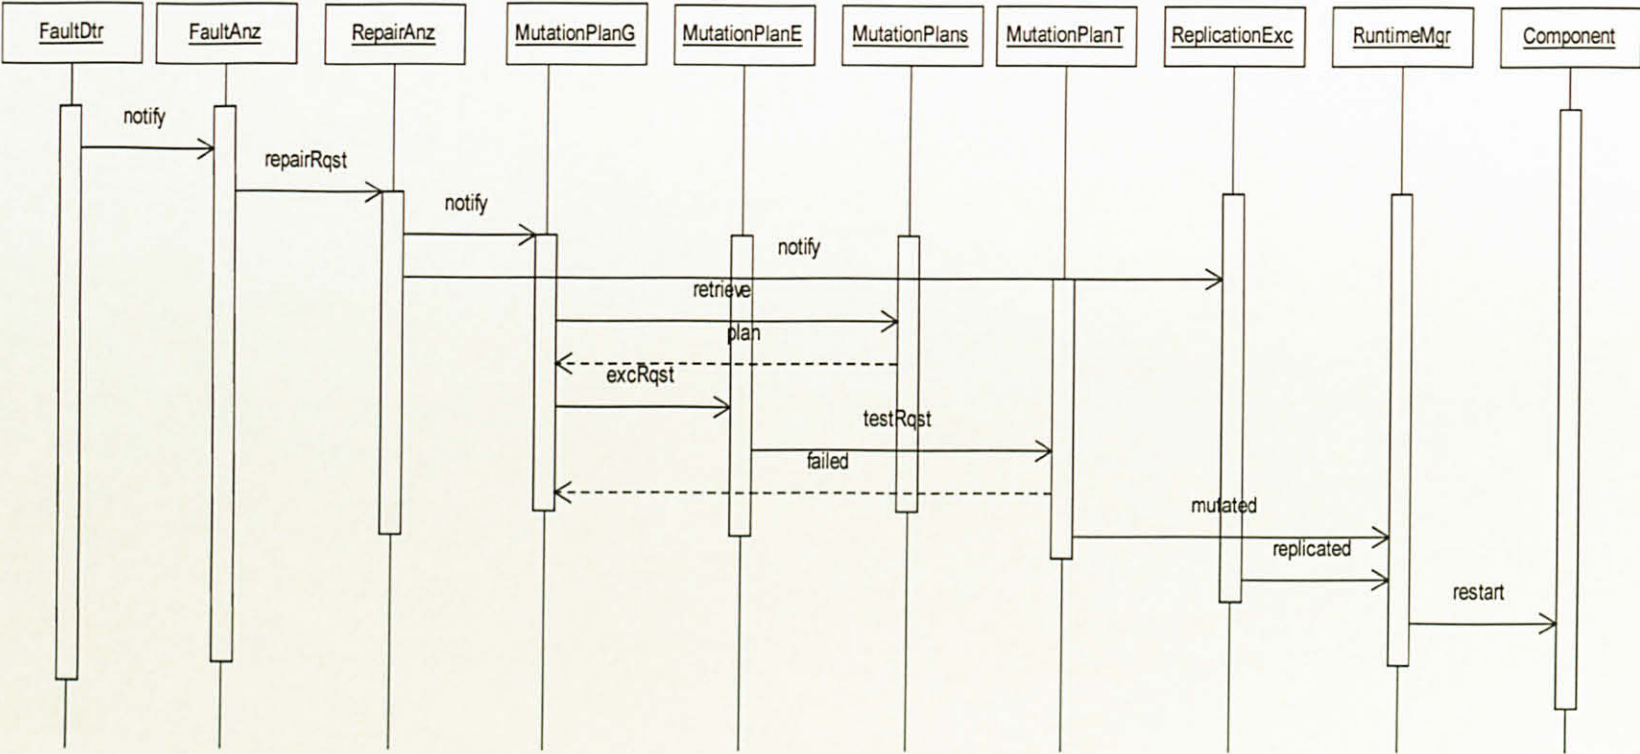 FaultDtr
FaultAnz
RepairAnz
MutationPlanG
MutationPlanE
MutationPlans
MutationPlanT
ReplicationExc
RuntimeMgr
Component
notify
repairRqst
notify
notify
retrieve
plan
excRqst
testRqst
failed
mutated
replicated
restart